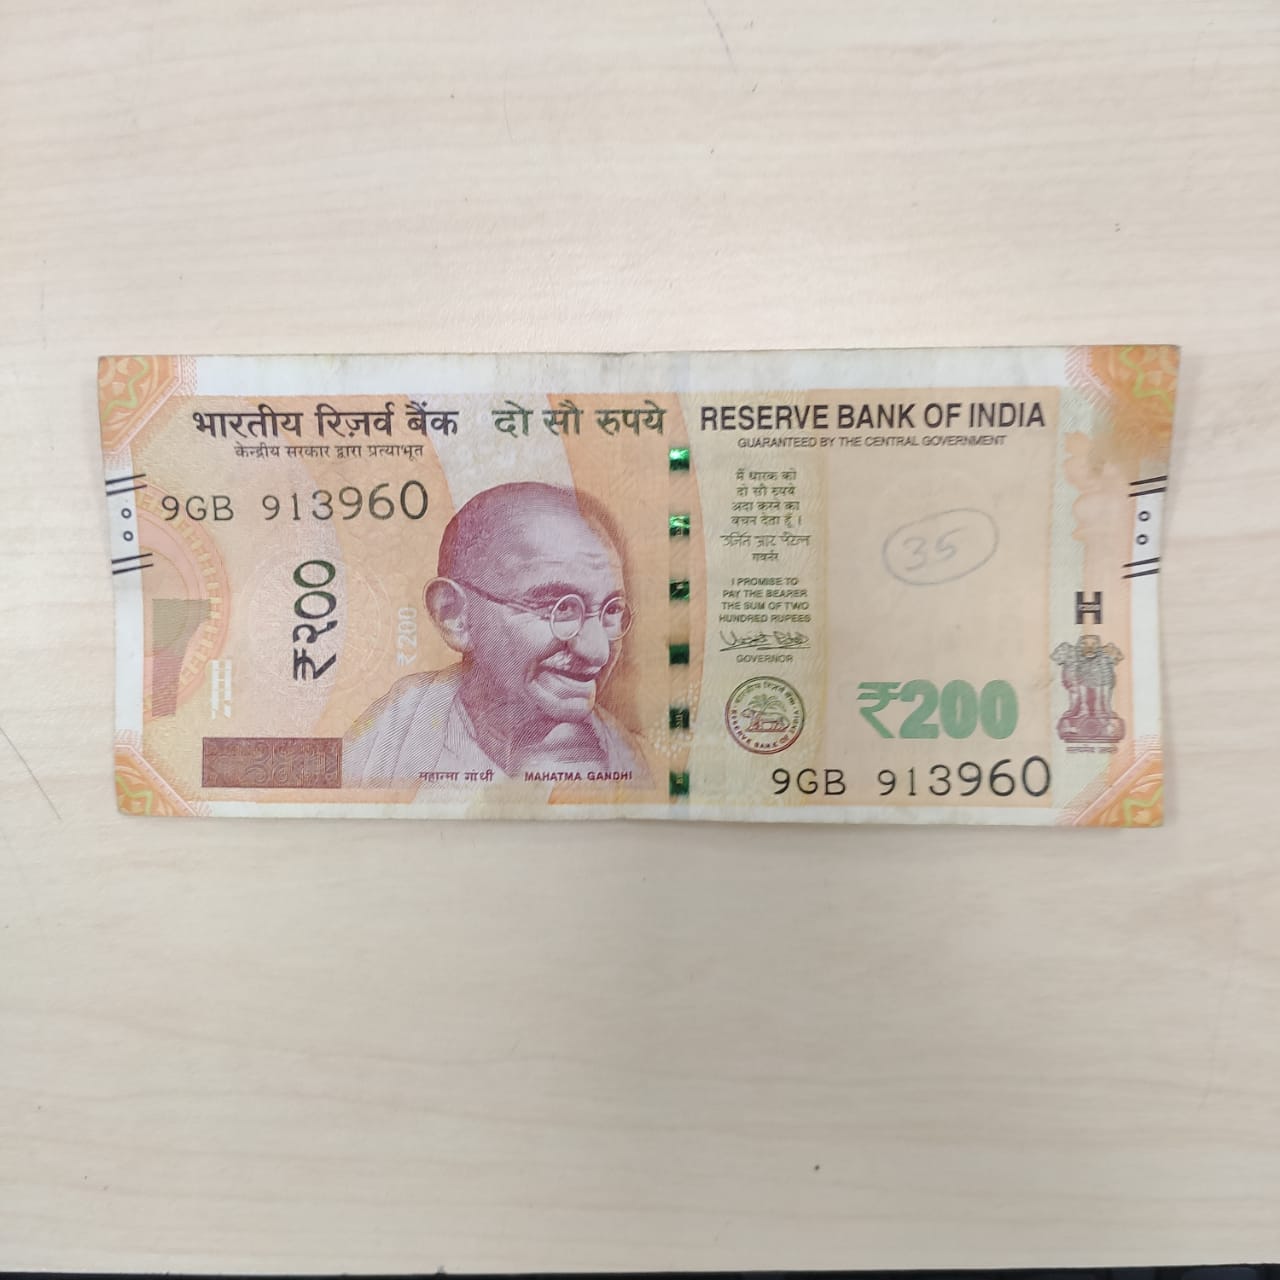 भारतीय रिज़र्व बैंक
केन्द्रीय सरकार द्वारा प्रत्याभूत
दो सौ रुपये
RESERVE BANK OF INDIA
GUARANTEED BY THE CENTRAL GOVERNMENT
9GB 913960
₹२००
₹200
महात्मा गांधी
MAHATMA GANDHI
मैं धारक को
दो सौ रुपये
अदा करने का
वचन देता हूँ ।
गवर्नर
I PROMISE TO
PAY THE BEARER
THE SUM OF TWO
HUNDRED RUPEES
GOVERNOR
35
H
₹200
9GB 913960